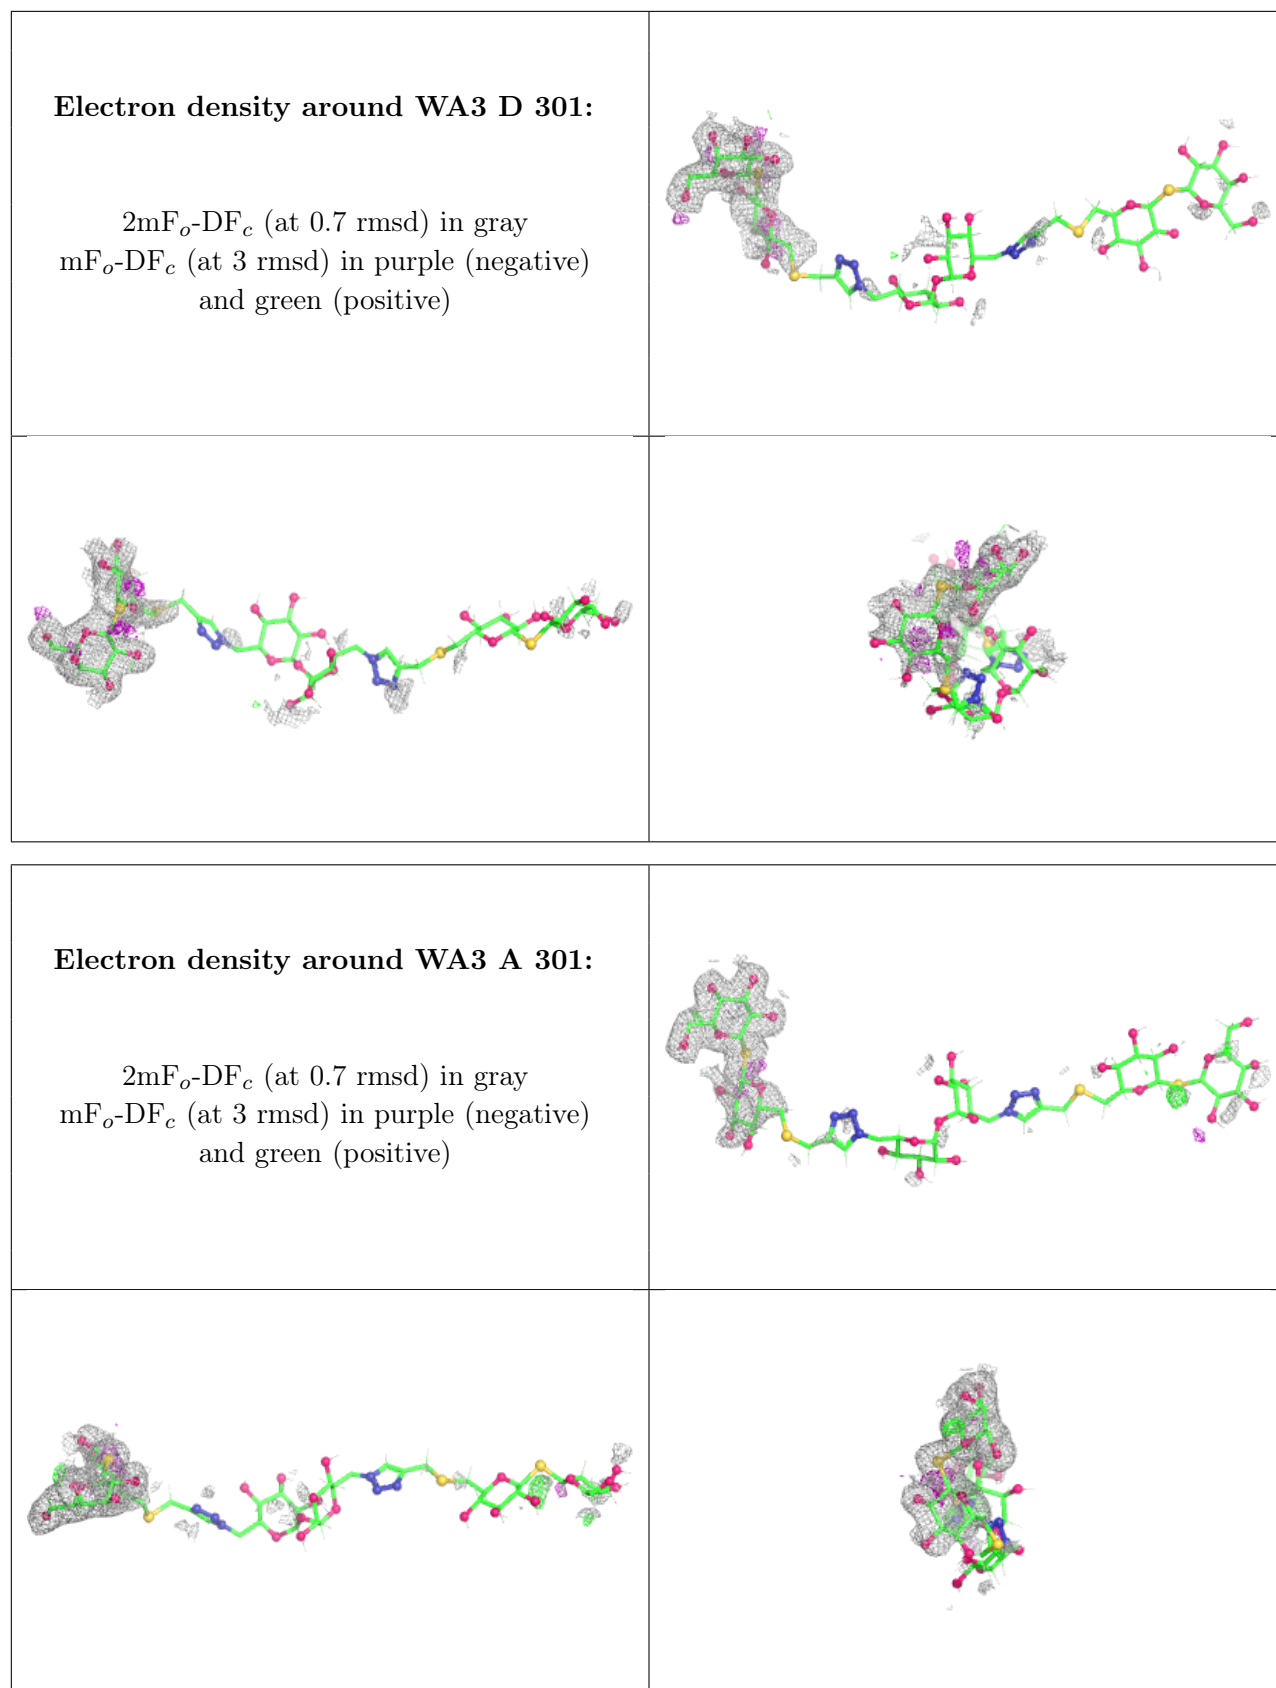 Electron density around WA3 D 301:
2mFo-DFc (at 0.7 rmsd) in gray
mFo-DFc (at 3 rmsd) in purple (negative)
and green (positive)
Electron density around WA3 A 301:
2mFo-DFc (at 0.7 rmsd) in gray
mFo-DFc (at 3 rmsd) in purple (negative)
and green (positive)